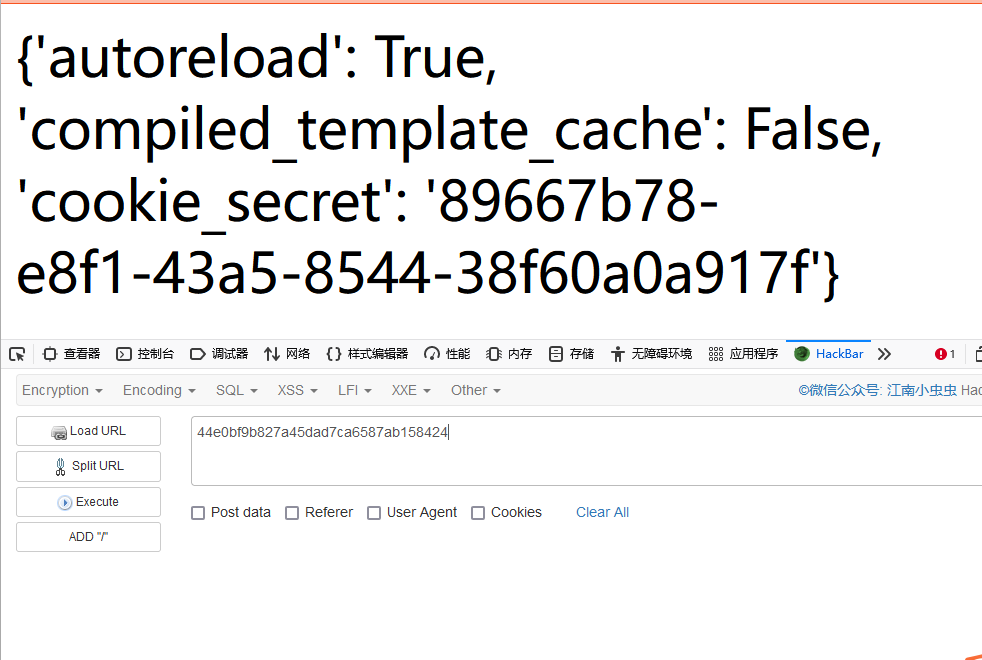 {'autoreload': True,
'compiled_template_cache': False,
'cookie_secret': '89667b78-
e8f1-43a5-8544-38f60a0a917f'}
查看器 控制台 调试器 网络 样式编辑器 性能 内存 存储 无障碍环境 应用程序 HackBar 1
Encryption Encoding SQL XSS LFI XXE Other ©微信公众号: 江南小虫虫 Hac
Load URL 44e0bf9b827a45dad7ca6587ab158424
Split URL
Execute Post data Referer User Agent Cookies Clear All
ADD "/"